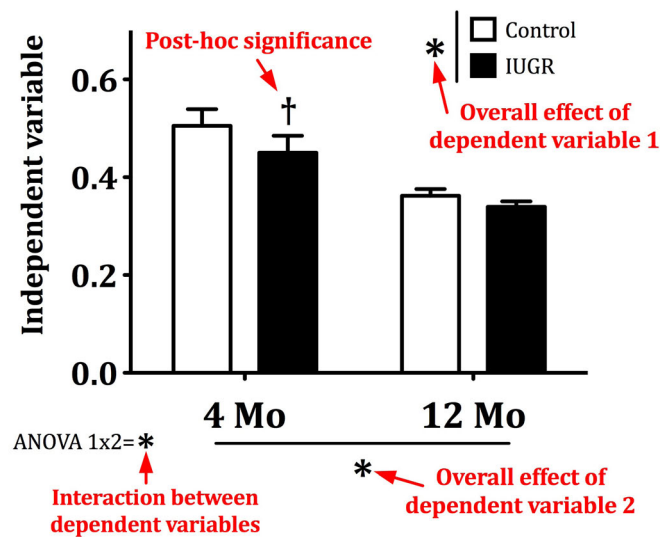 Post-hoc significance
Control
IUGR
*
Overall effect of
dependent variable 1
†
Independent variable
0.6
0.4
0.2
0.0
4 Mo
12 Mo
ANOVA 1x2=*
*
Interaction between
dependent variables
Overall effect of
dependent variable 2